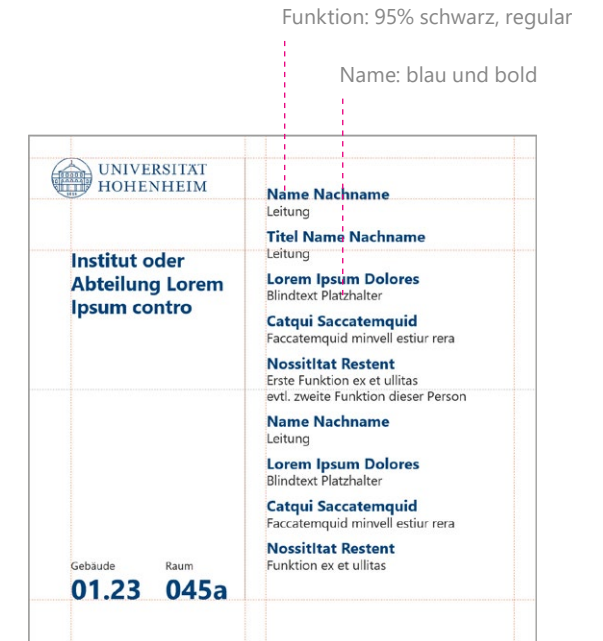 Funktion: 95% schwarz, regular
Name: blau und bold
UNIVERSITÄT
HOHENHEIM
Institut oder
Abteilung Lorem
Ipsum contro
Gebäude
Raum
01.23
045a
Name Nachname
Leitung
Titel Name Nachname
Leitung
Lorem Ipsum Dolores
Blindtext Platzhalter
Catqui Saccatemquid
Faccatemquid minvell estiur rera
NossitItat Restent
Erste Funktion ex et ullitas
evtl. zweite Funktion dieser Person
Name Nachname
Leitung
Lorem Ipsum Dolores
Blindtext Platzhalter
Catqui Saccatemquid
Faccatemquid minvell estiur rera
NossitItat Restent
Funktion ex et ullitas